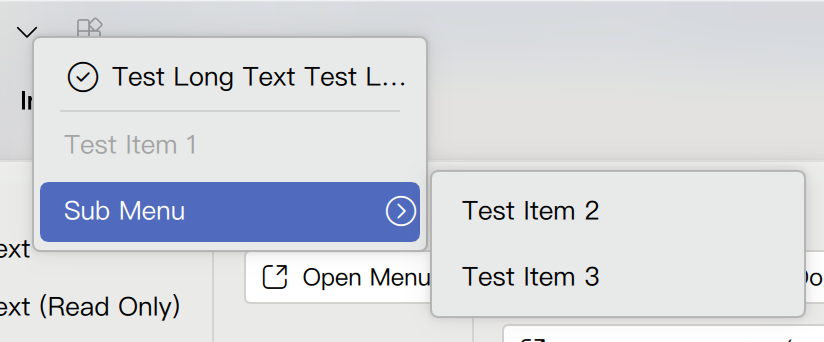 Test Long Text Test L...
Test Item 1
Sub Menu
Test Item 2
Test Item 3
Open Menu
ext (Read Only)
ext